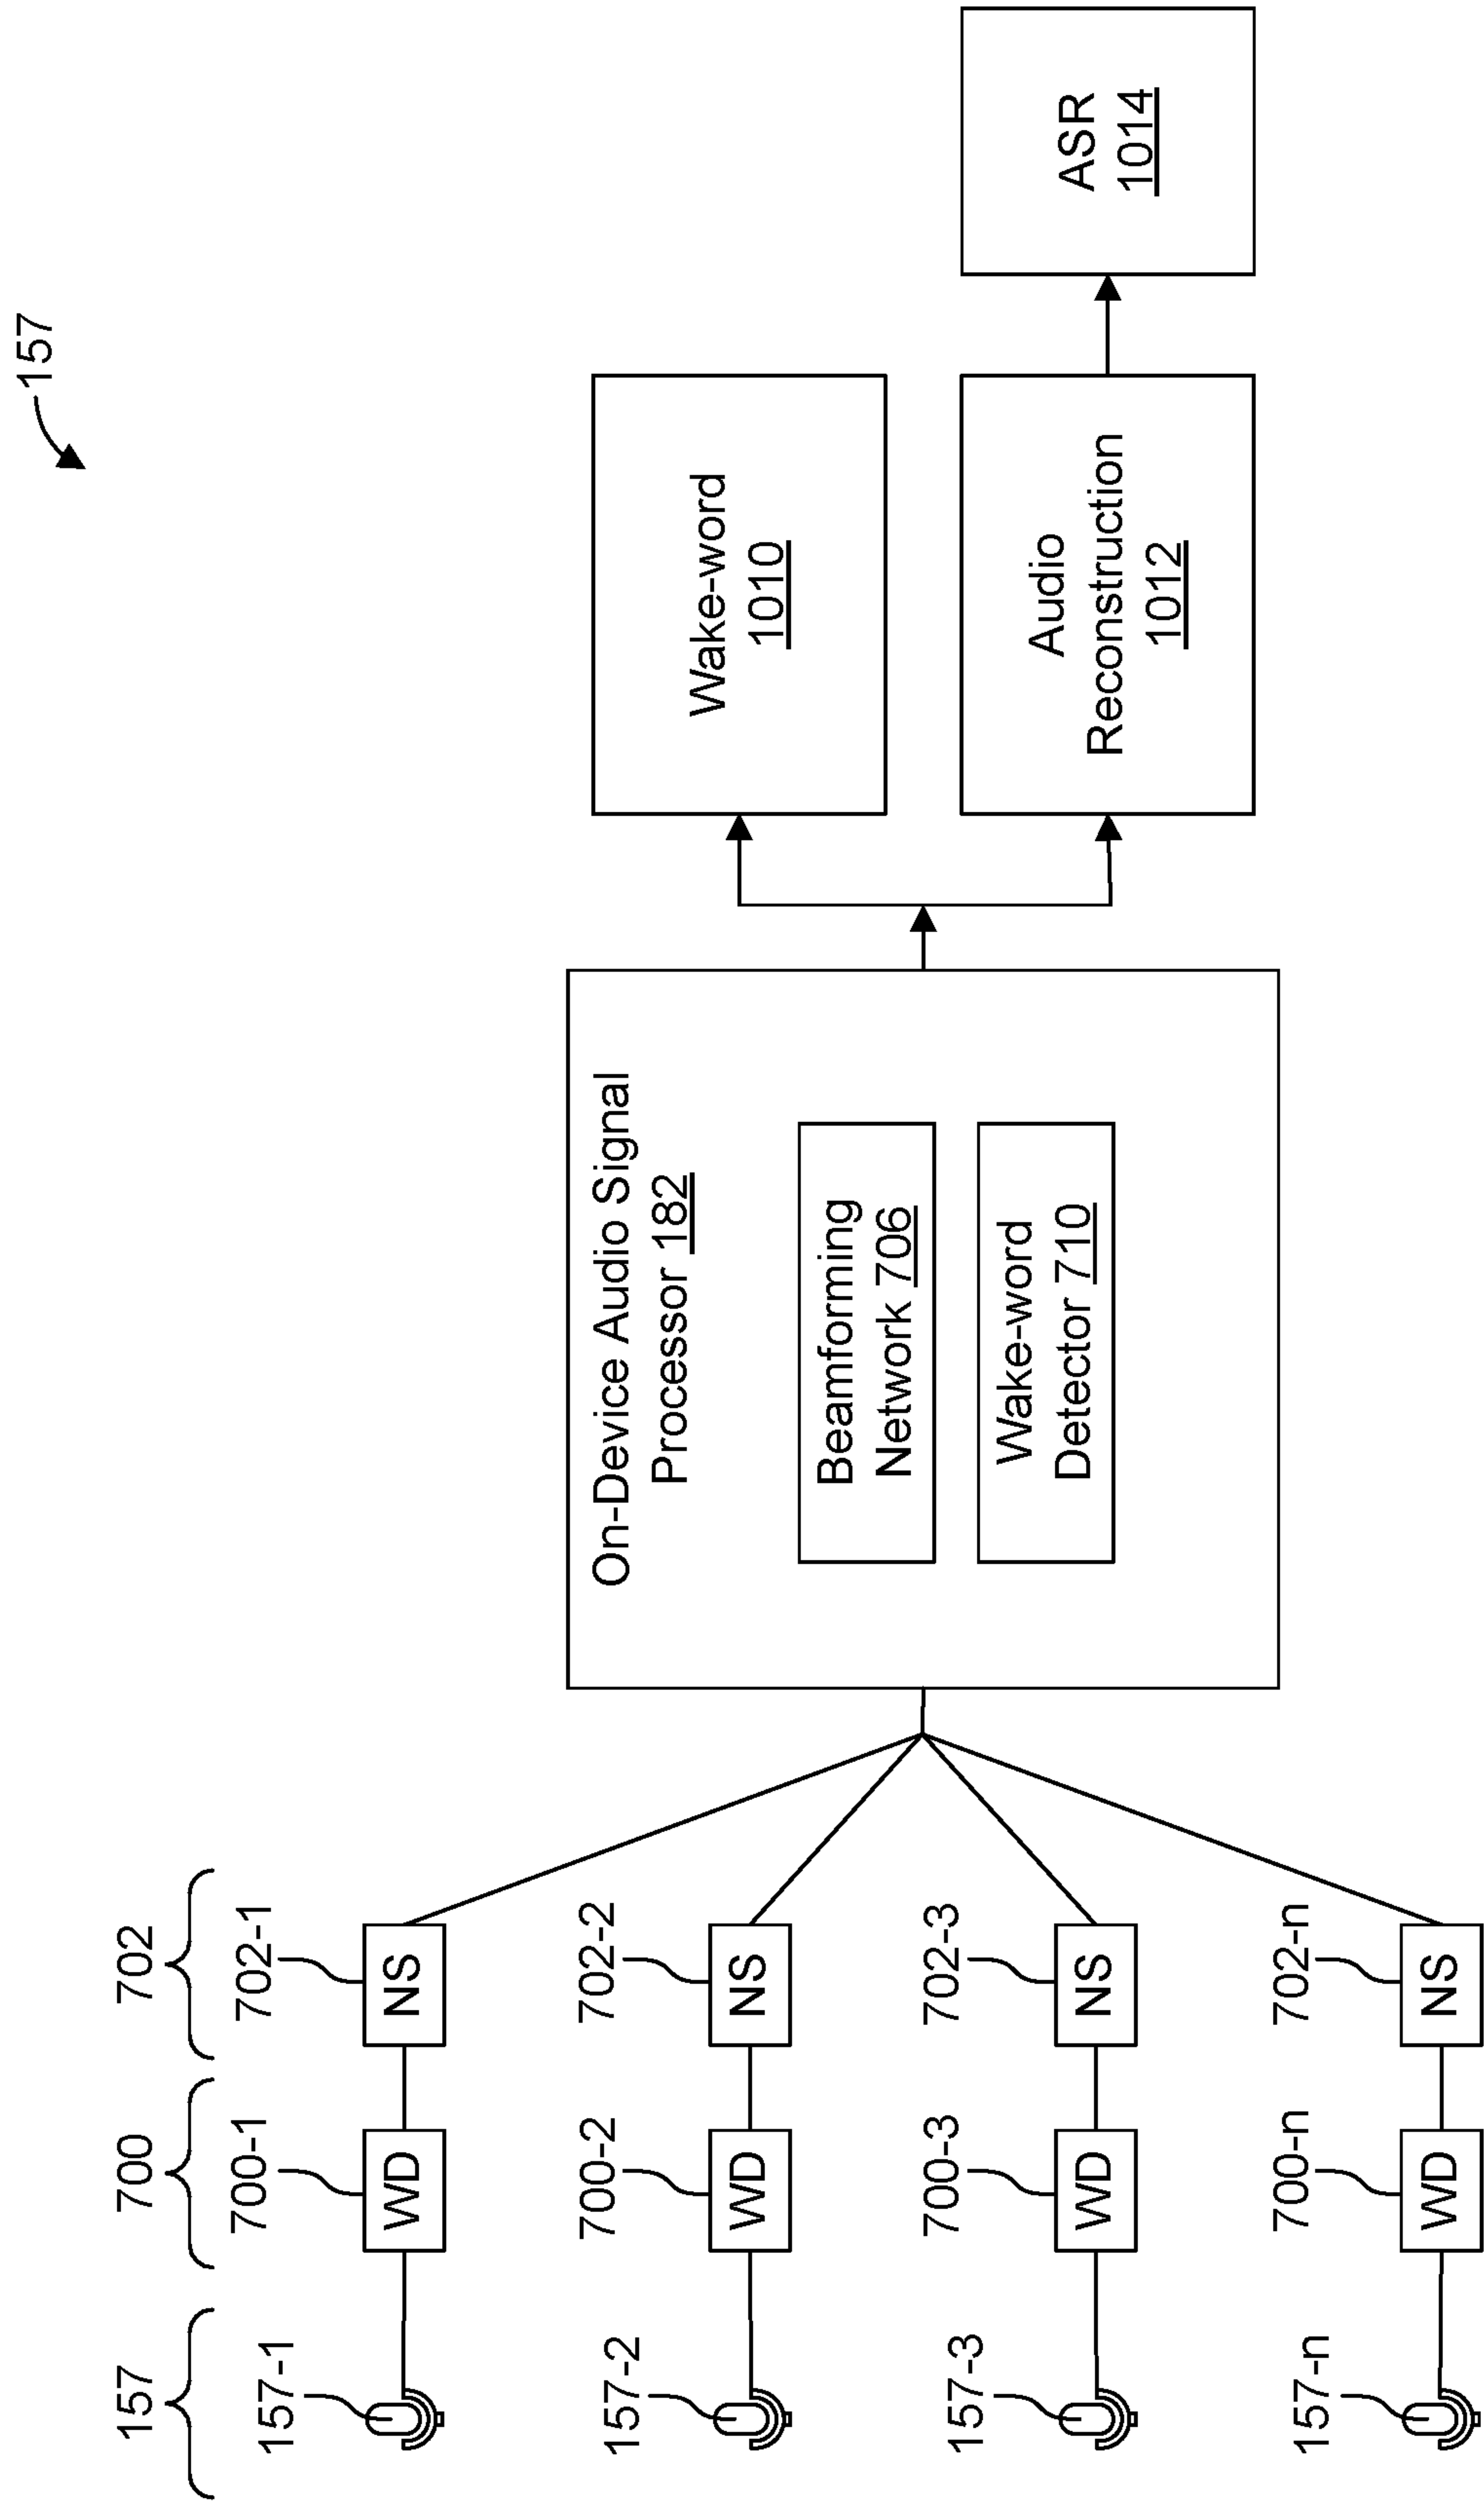 157
157
157-1
157-2
157-3
157-n
700
700-1
WD
700-2
WD
700-3
WD
700-n
WD
702
702-1
NS
702-2
NS
702-3
NS
702-n
NS
On-Device Audio Signal
Processor 182
Beamforming
Network 706
Wake-word
Detector 710
Wake-word
1010
Audio
Reconstruction
1012
ASR
1014